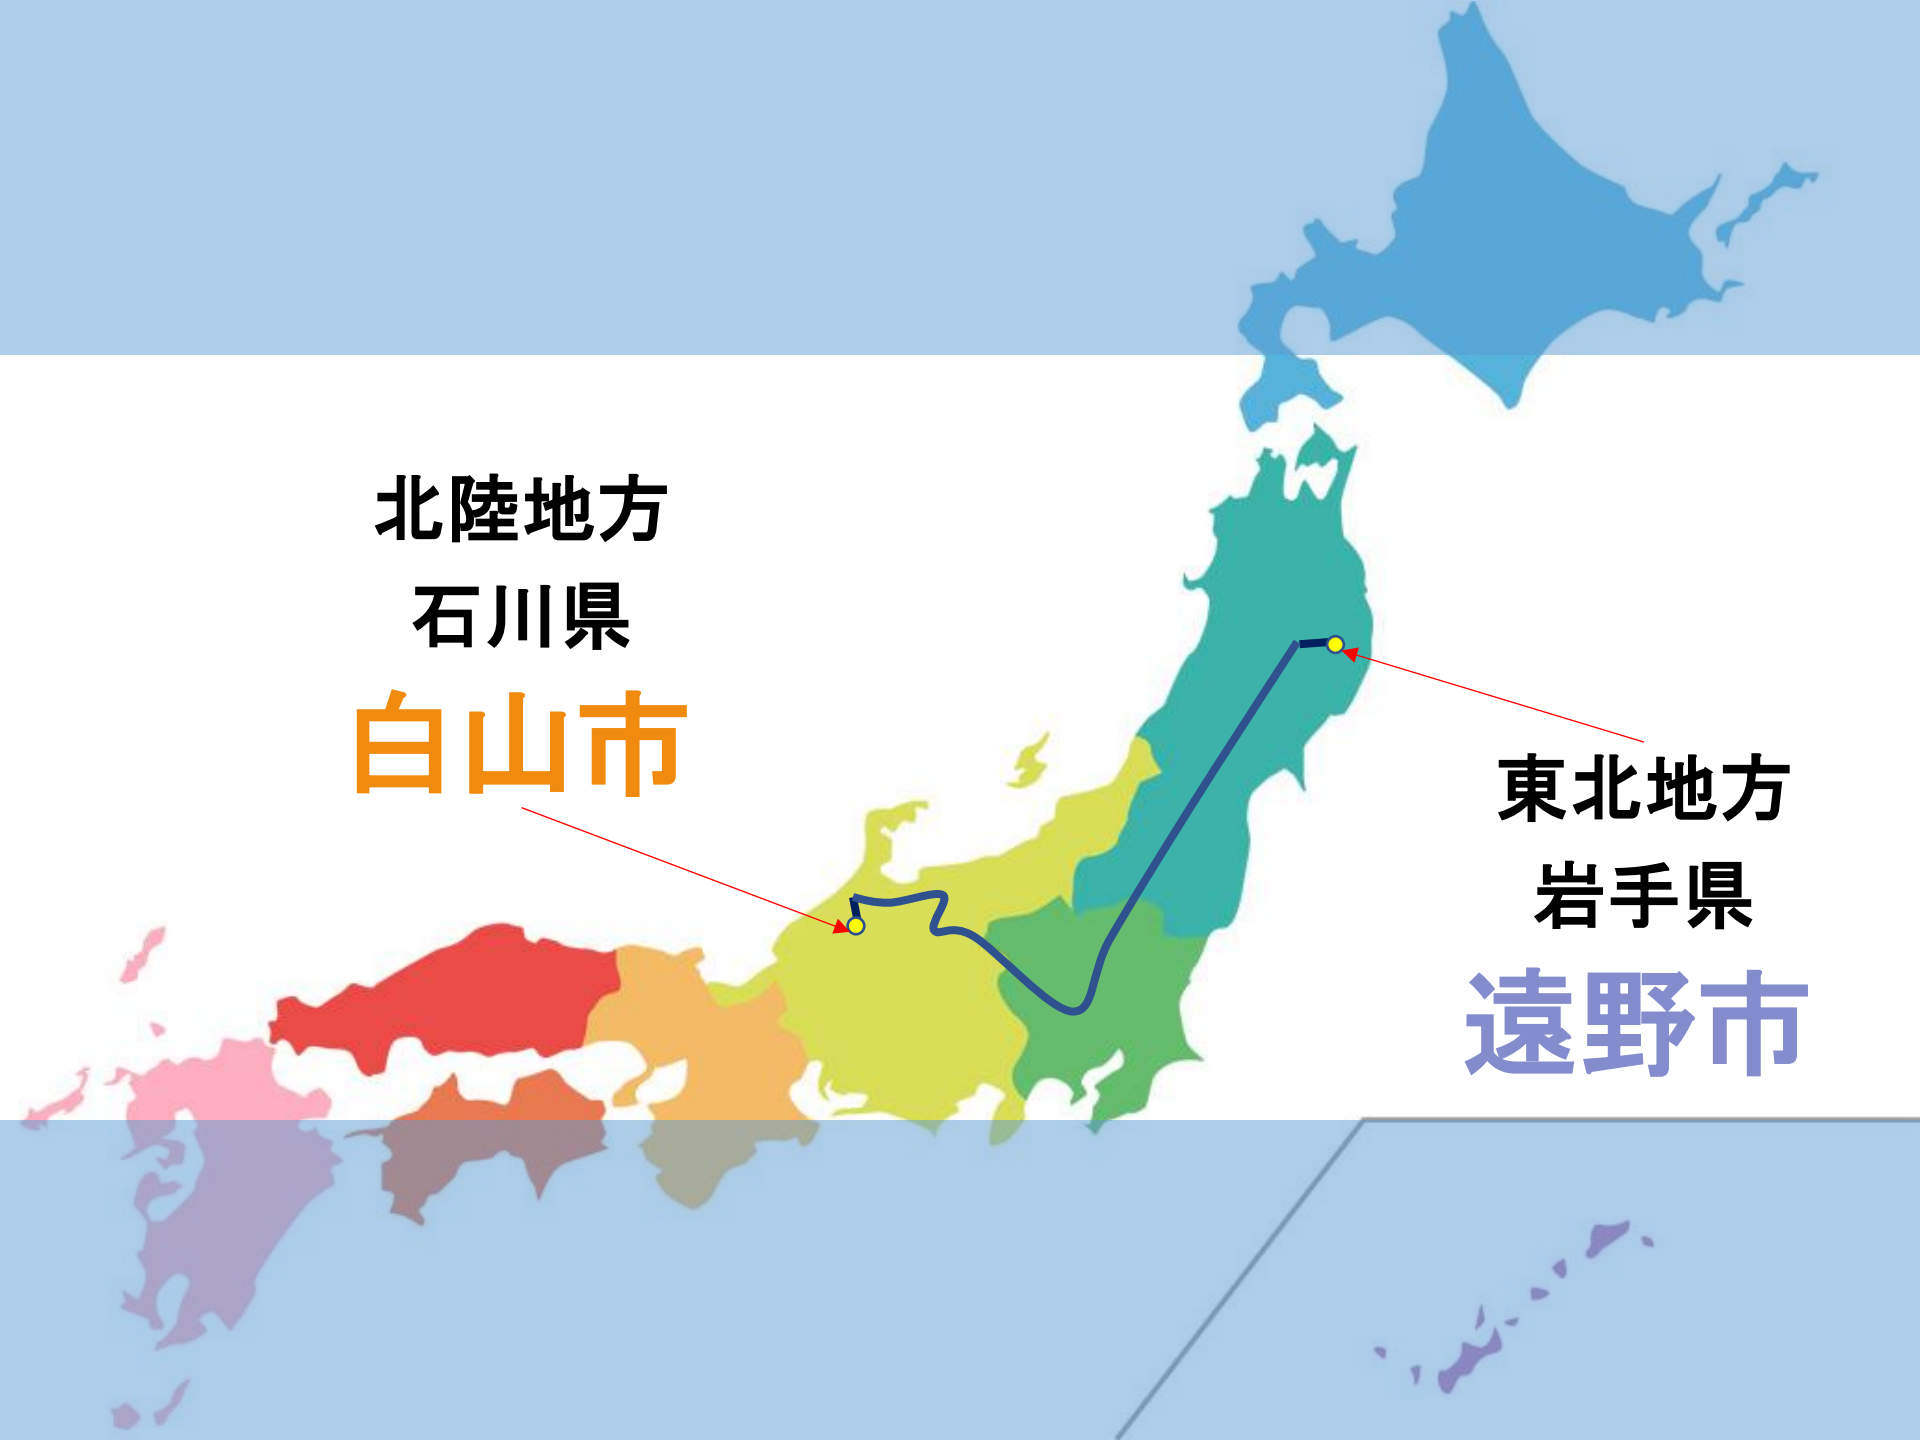 北陸地方
石川県
白山市
東北地方
岩手県
遠野市